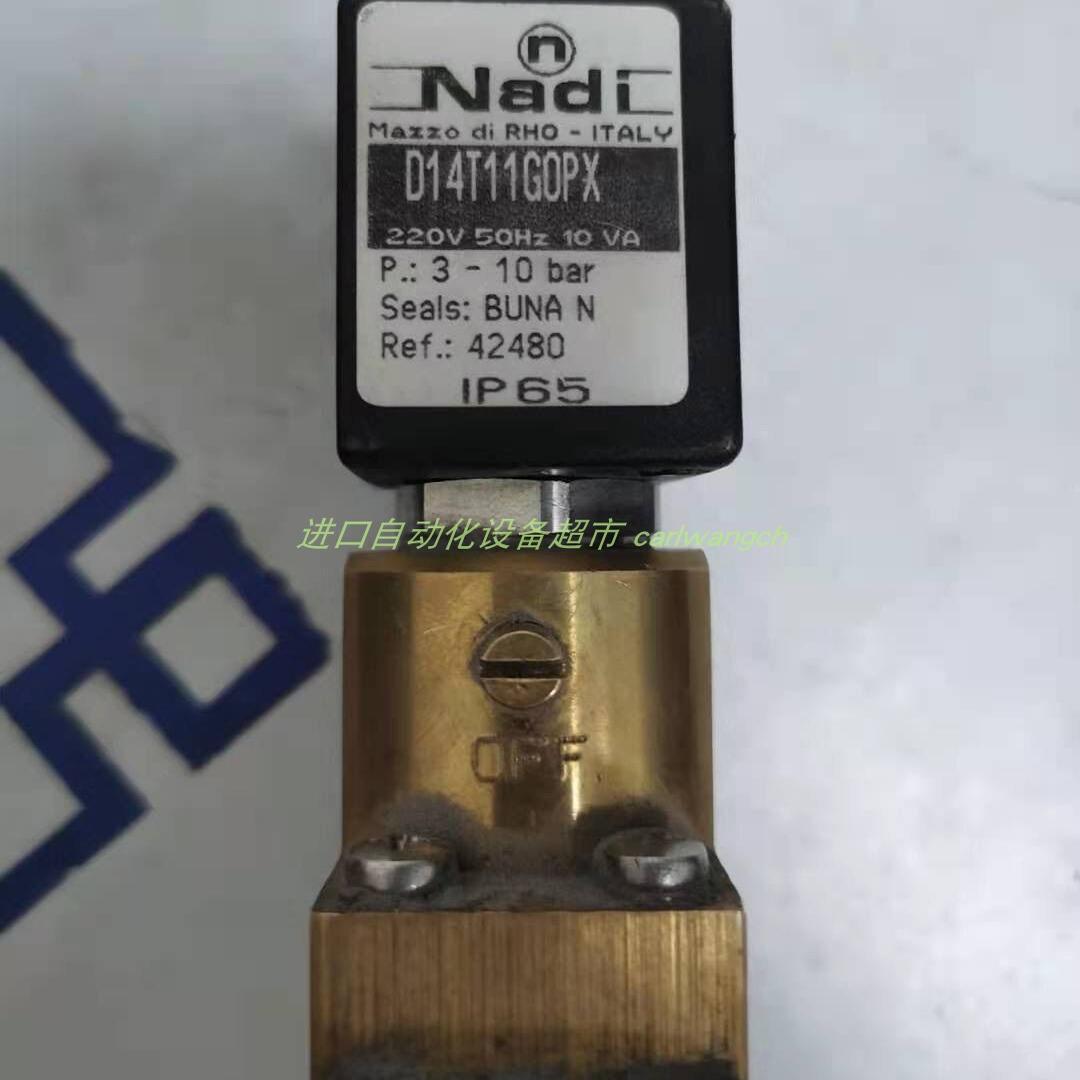 n
Nadi
Mazzo di RHO - ITALY
D14T11G0PX
220V 50Hz 10 VA
P.: 3 - 10 bar
Seals: BUNA N
Ref.: 42480
IP65
进口自动化设备超市 carlwangch
OFF